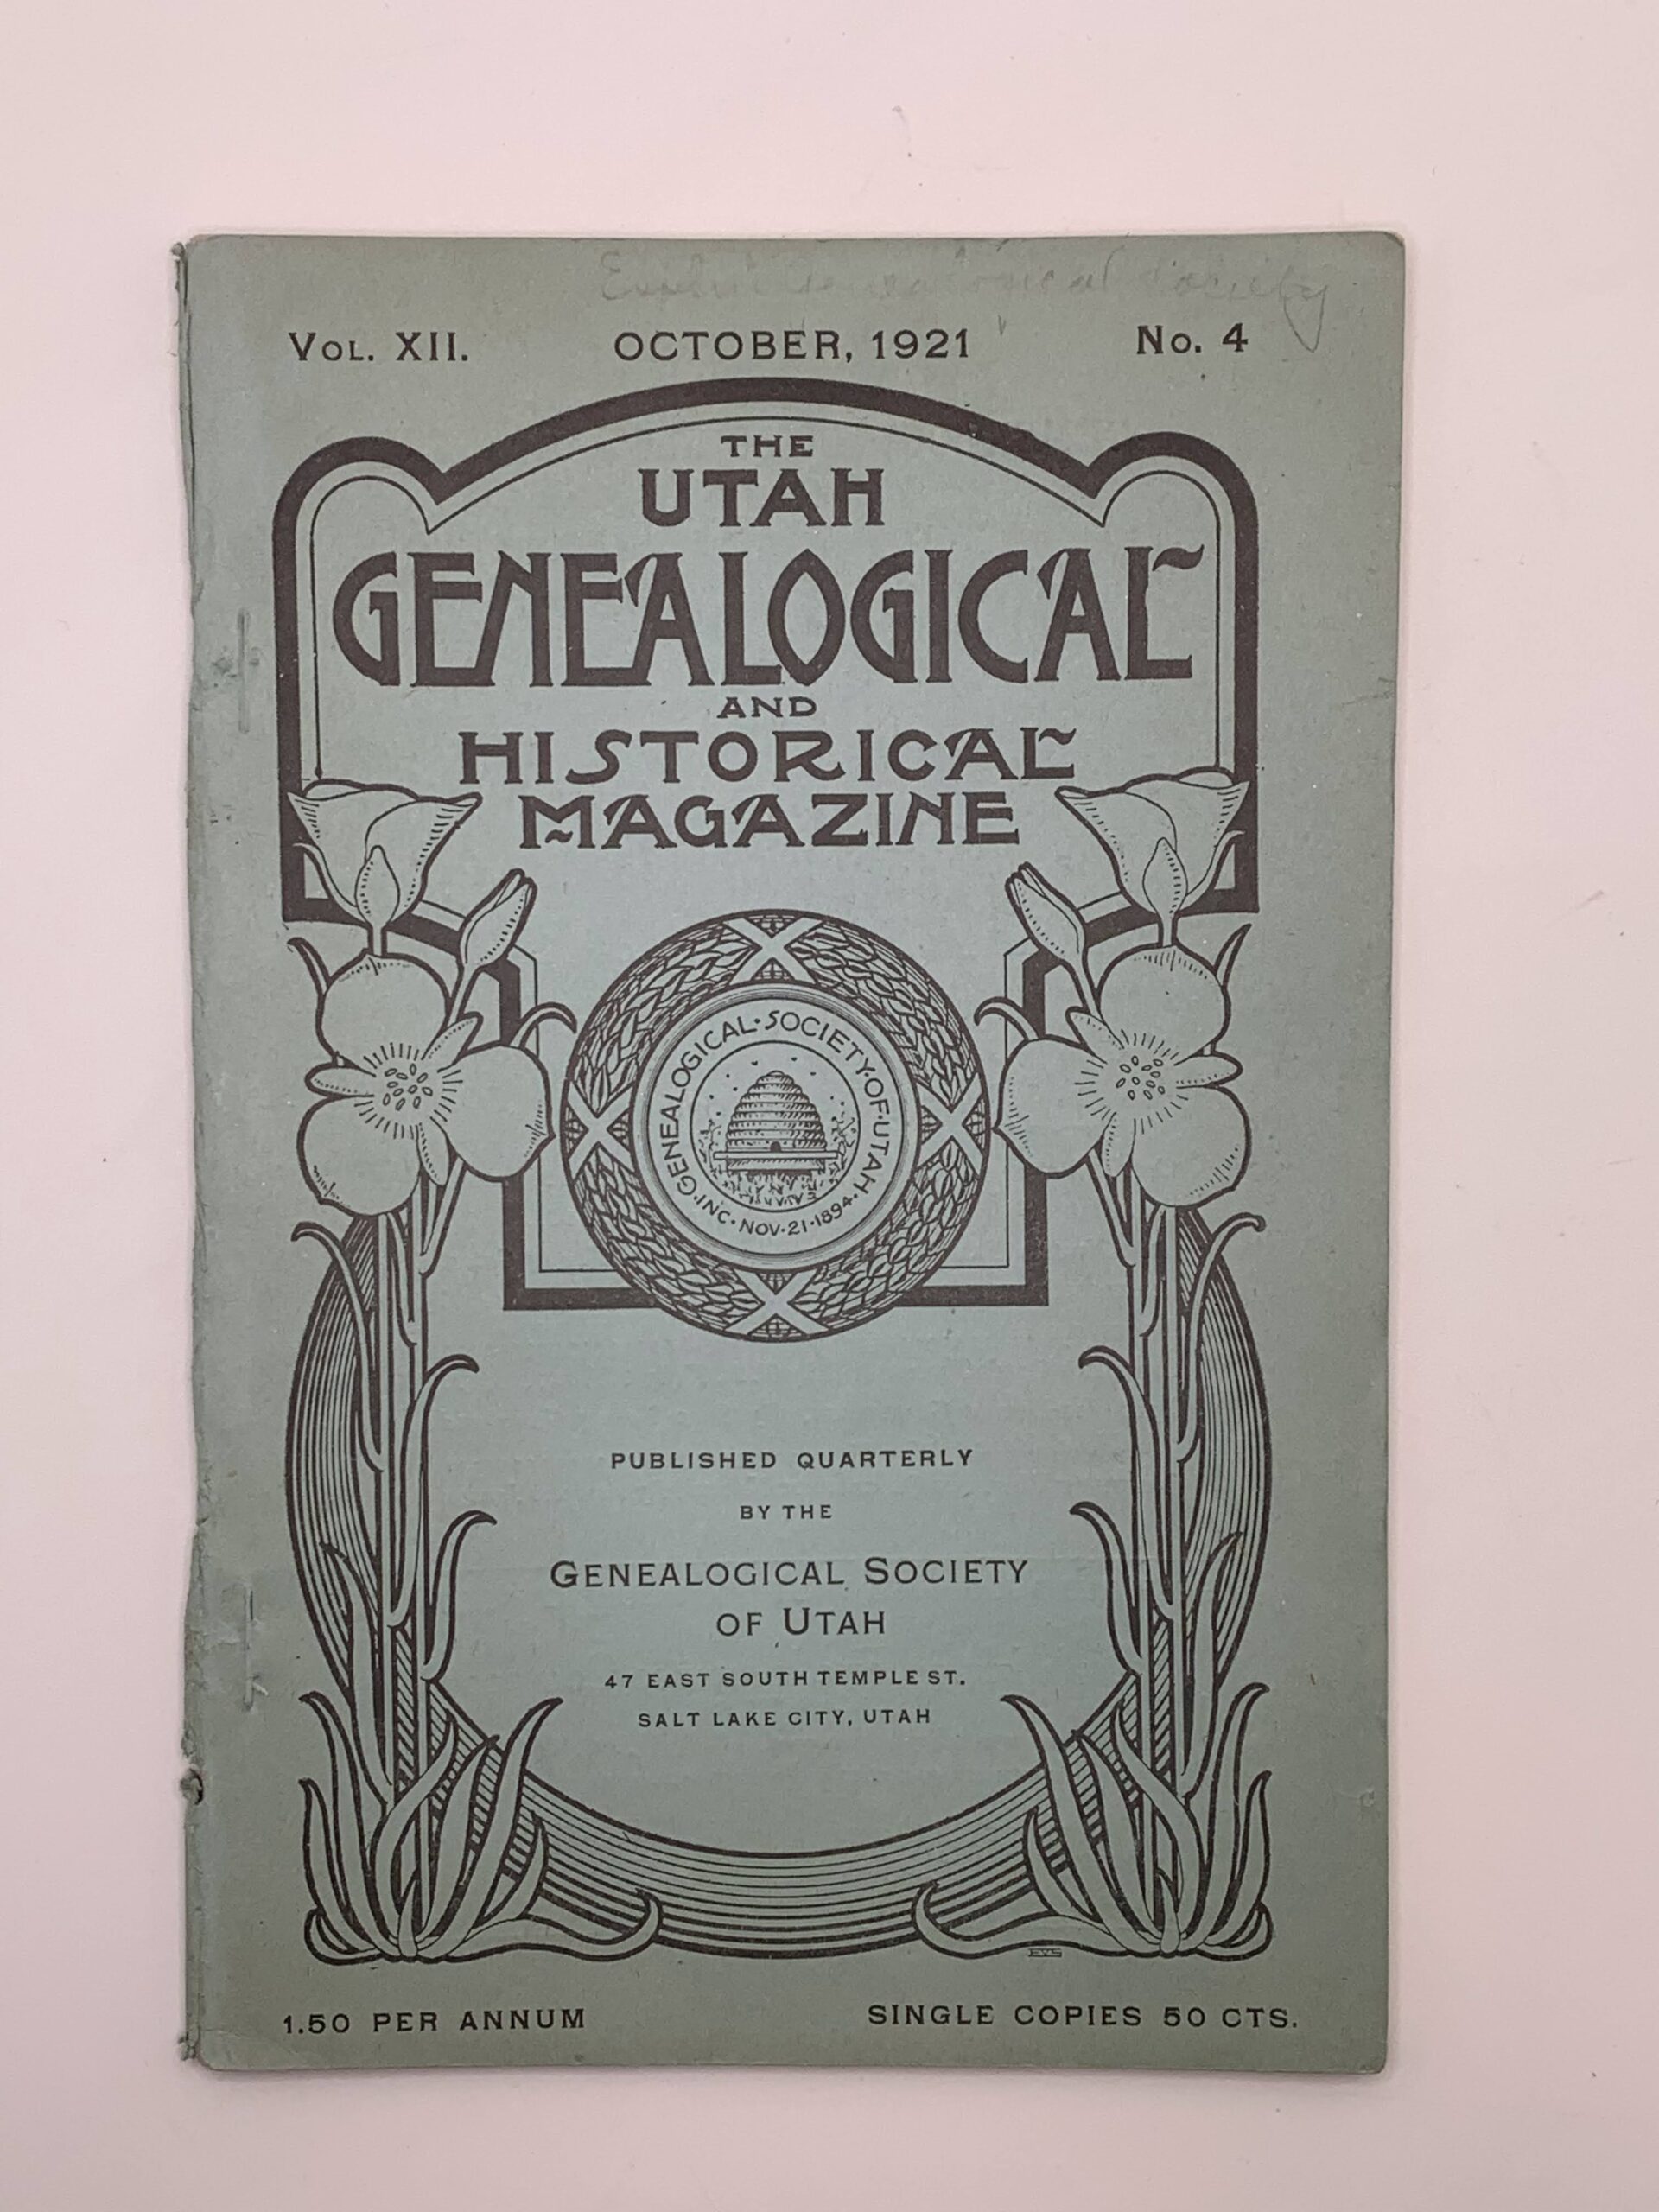 Genealogical Society
VOL. XII. OCTOBER, 1921 No. 4
THE
UTAH
GENEALOGICAL
AND
HISTORICAL
MAGAZINE
GENEALOGICAL·SOCIETY·OF·UTAH·
·INC·NOV·21·1894·
PUBLISHED QUARTERLY
BY THE
GENEALOGICAL SOCIETY
OF UTAH
47 EAST SOUTH TEMPLE ST.
SALT LAKE CITY, UTAH
1.50 PER ANNUM SINGLE COPIES 50 CTS.